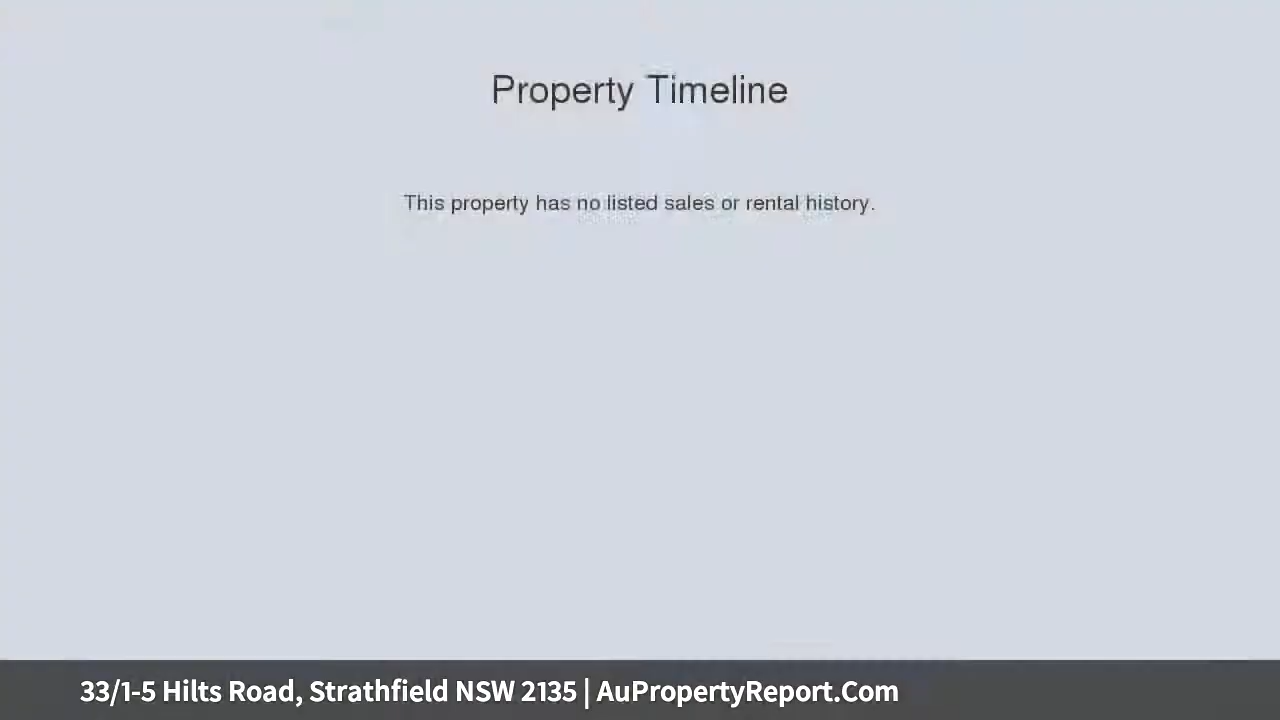 Property Timeline
This property has no listed sales or rental history.
33/1-5 Hilts Road, Strathfield NSW 2135 | AuPropertyReport.Com